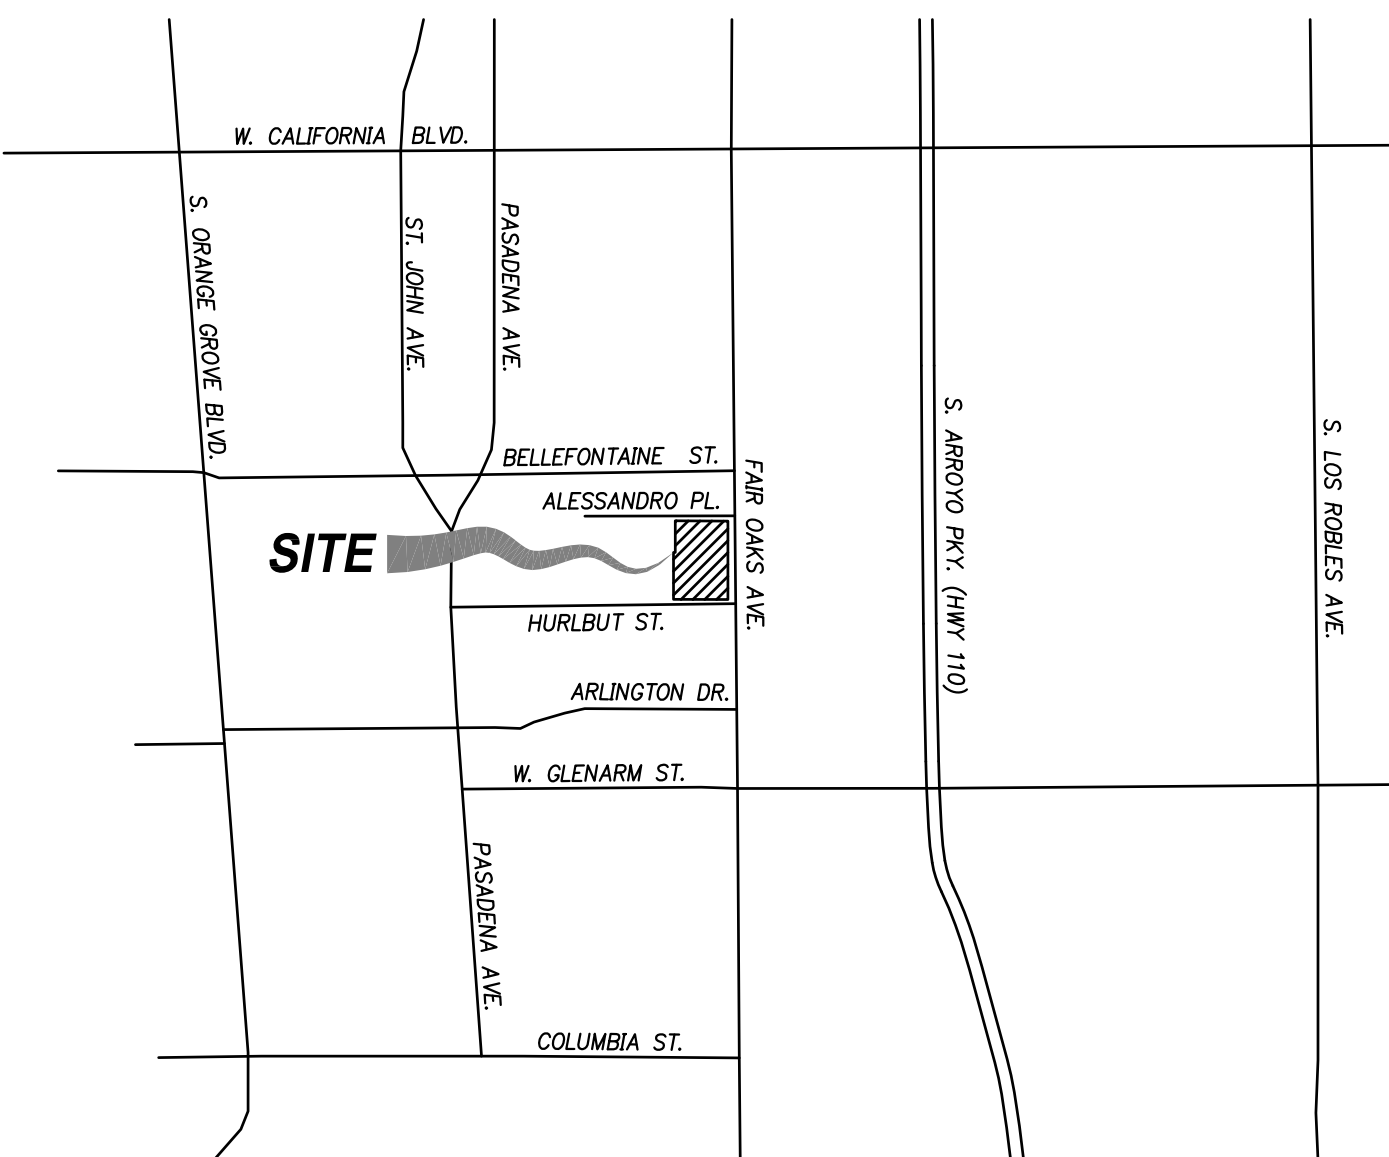 W. CALIFORNIA BLVD.
S. ORANGE GROVE BLVD.
ST. JOHN AVE.
PASADENA AVE.
BELLEFONTAINE ST.
ALESSANDRO PL.
SITE
FAIR OAKS AVE.
S. ARROYO PKY. (HWY 110)
S. LOS ROBLES AVE.
HURLBUT ST.
ARLINGTON DR.
W. GLENARM ST.
PASADENA AVE.
COLUMBIA ST.